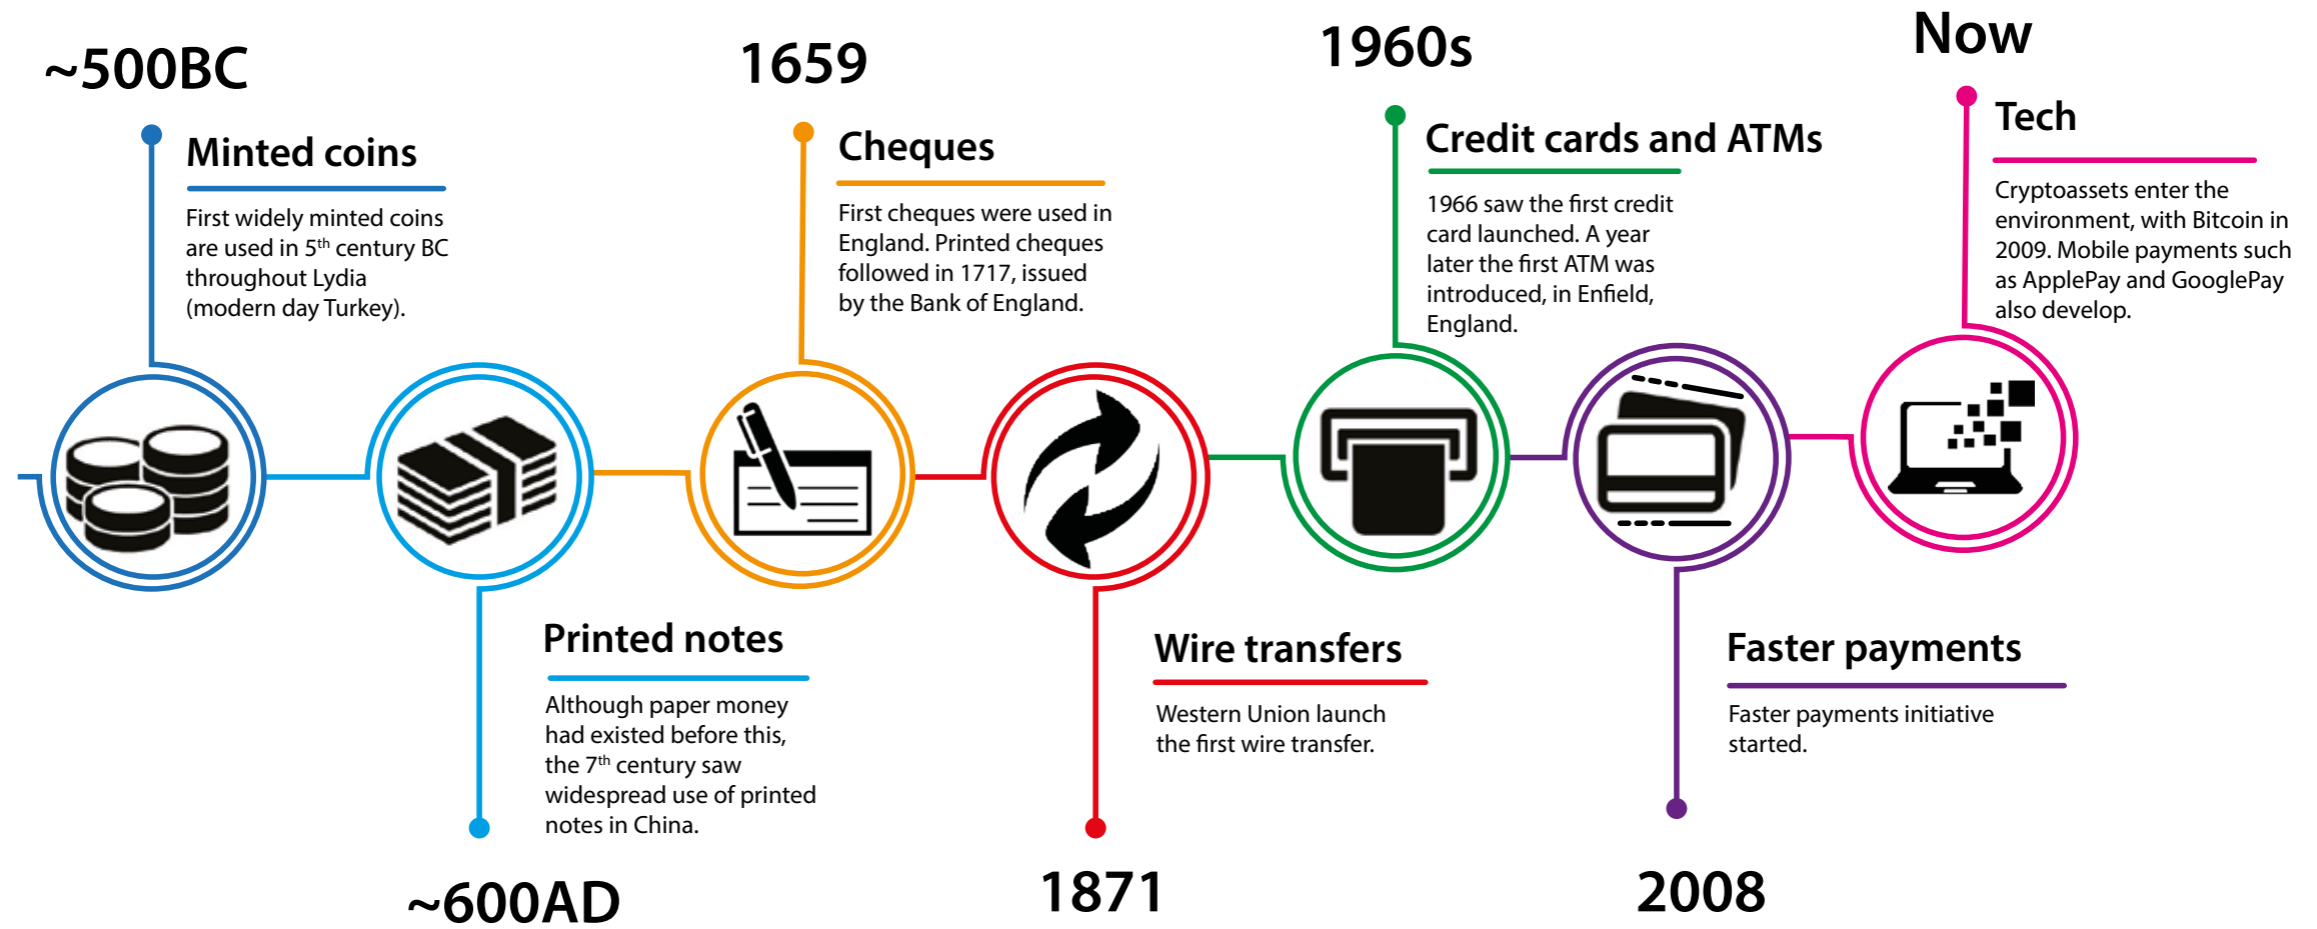 ~500BC
Minted coins
First widely minted coins
are used in 5th century BC
throughout Lydia
(modern day Turkey).
Printed notes
Although paper money
had existed before this,
the 7th century saw
widespread use of printed
notes in China.
~600AD
1659
Cheques
First cheques were used in
England. Printed cheques
followed in 1717, issued
by the Bank of England.
Wire transfers
Western Union launch
the first wire transfer.
1871
1960s
Credit cards and ATMs
1966 saw the first credit
card launched. A year
later the first ATM was
introduced, in Enfield,
England.
Faster payments
Faster payments initiative
started.
2008
Now
Tech
Cryptoassets enter the
environment, with Bitcoin in
2009. Mobile payments such
as ApplePay and GooglePay
also develop.